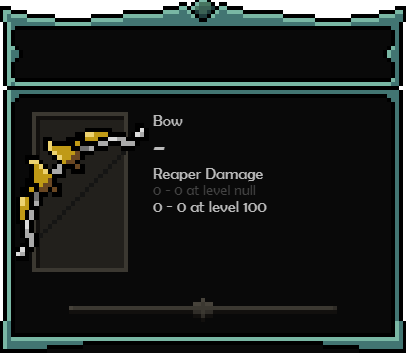 Bow
–
Reaper Damage
0 - 0 at level null
0 - 0 at level 100